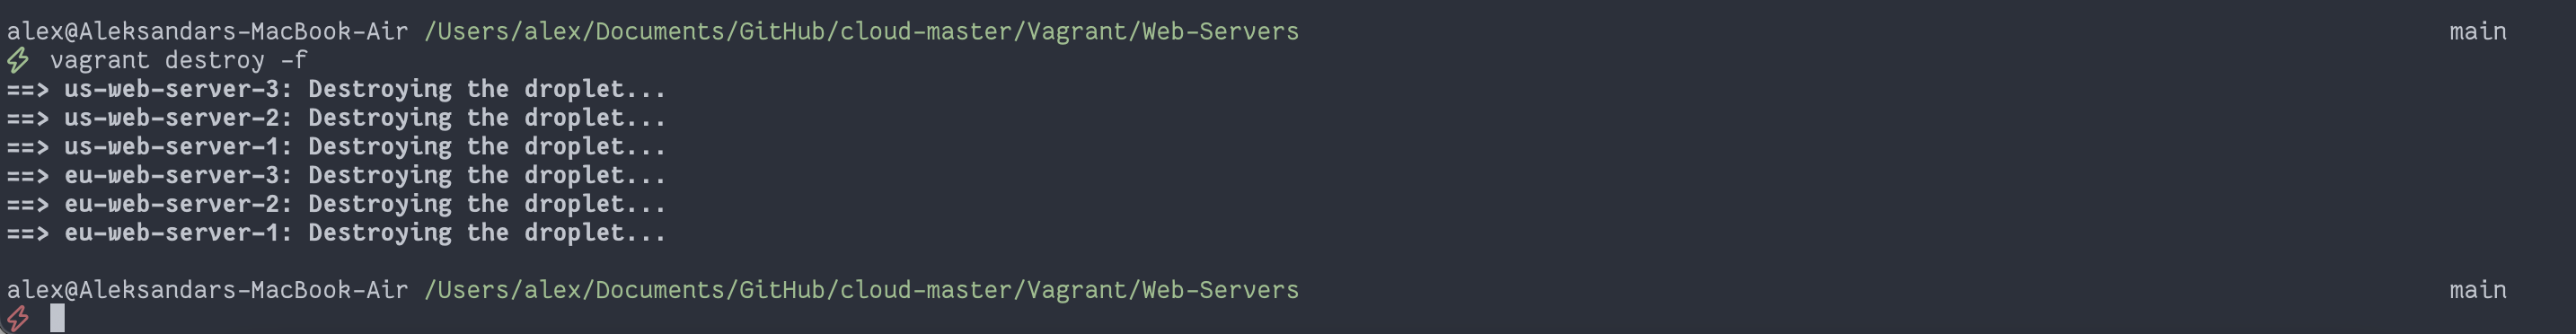 alex@Aleksandars-MacBook-Air /Users/alex/Documents/GitHub/cloud-master/Vagrant/Web-Servers main
⚡ vagrant destroy -f
==> us-web-server-3: Destroying the droplet...
==> us-web-server-2: Destroying the droplet...
==> us-web-server-1: Destroying the droplet...
==> eu-web-server-3: Destroying the droplet...
==> eu-web-server-2: Destroying the droplet...
==> eu-web-server-1: Destroying the droplet...
alex@Aleksandars-MacBook-Air /Users/alex/Documents/GitHub/cloud-master/Vagrant/Web-Servers main
⚡